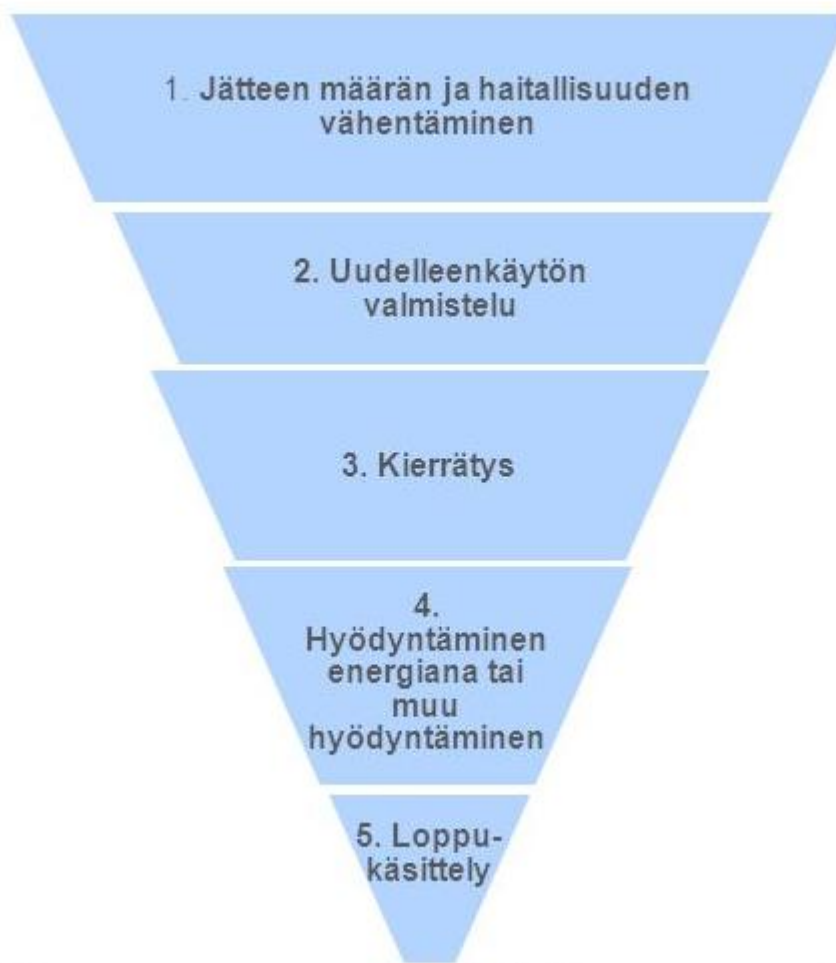 1. Jätteen määrän ja haitallisuuden
vähentäminen
2. Uudelleenkäytön
valmistelu
3. Kierrätys
4.
Hyödyntäminen
energiana tai
muu
hyödyntäminen
5. Loppu-
käsittely